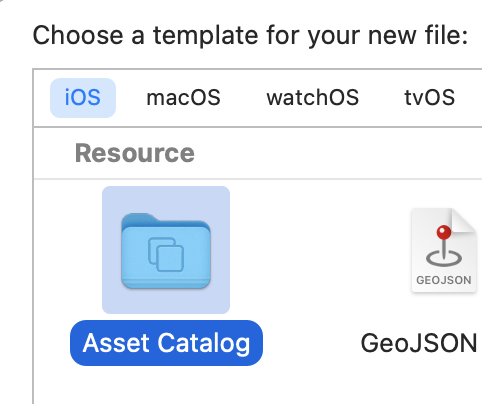 Choose a template for your new file:
iOS macOS watchOS tvOS
Resource
GEOJSON
Asset Catalog GeoJSON